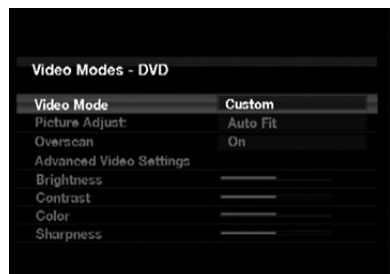 Video Modes - DVD
Video Mode Custom
Picture Adjust: Auto Fit
Overscan On
Advanced Video Settings
Brightness
Contrast
Color
Sharpness